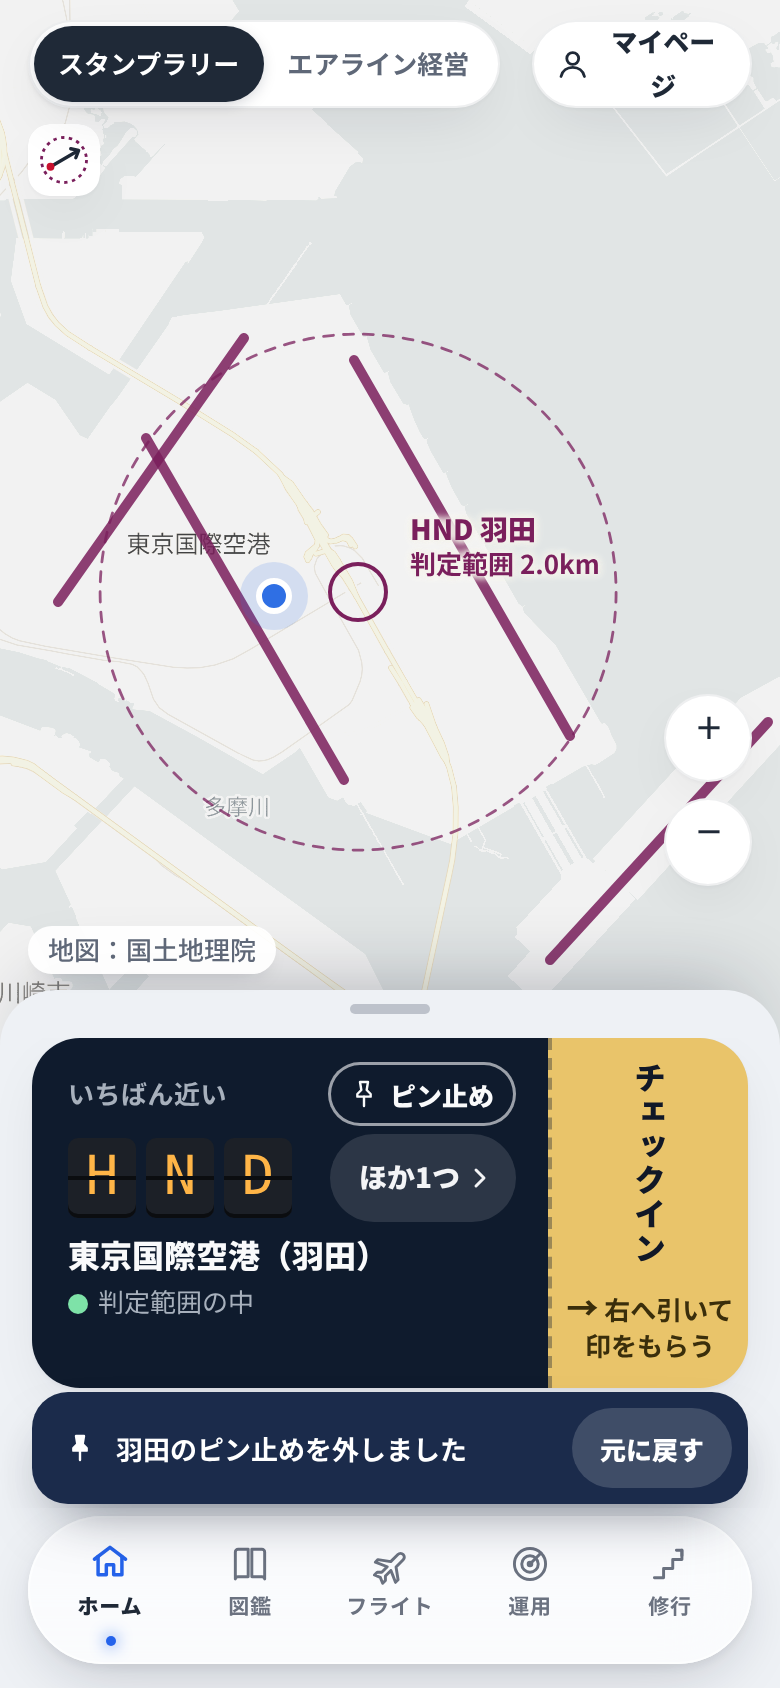 スタンプラリー
エアライン経営
マイペー
ジ
東京国際空港
HND 羽田
判定範囲 2.0km
多摩川
+
−
地図：国土地理院
川崎市
いちばん近い
ピン止め
HND
ほか1つ
東京国際空港（羽田）
判定範囲の中
チェックイン
→ 右へ引いて
印をもらう
羽田のピン止めを外しました
元に戻す
ホーム
図鑑
フライト
運用
修行